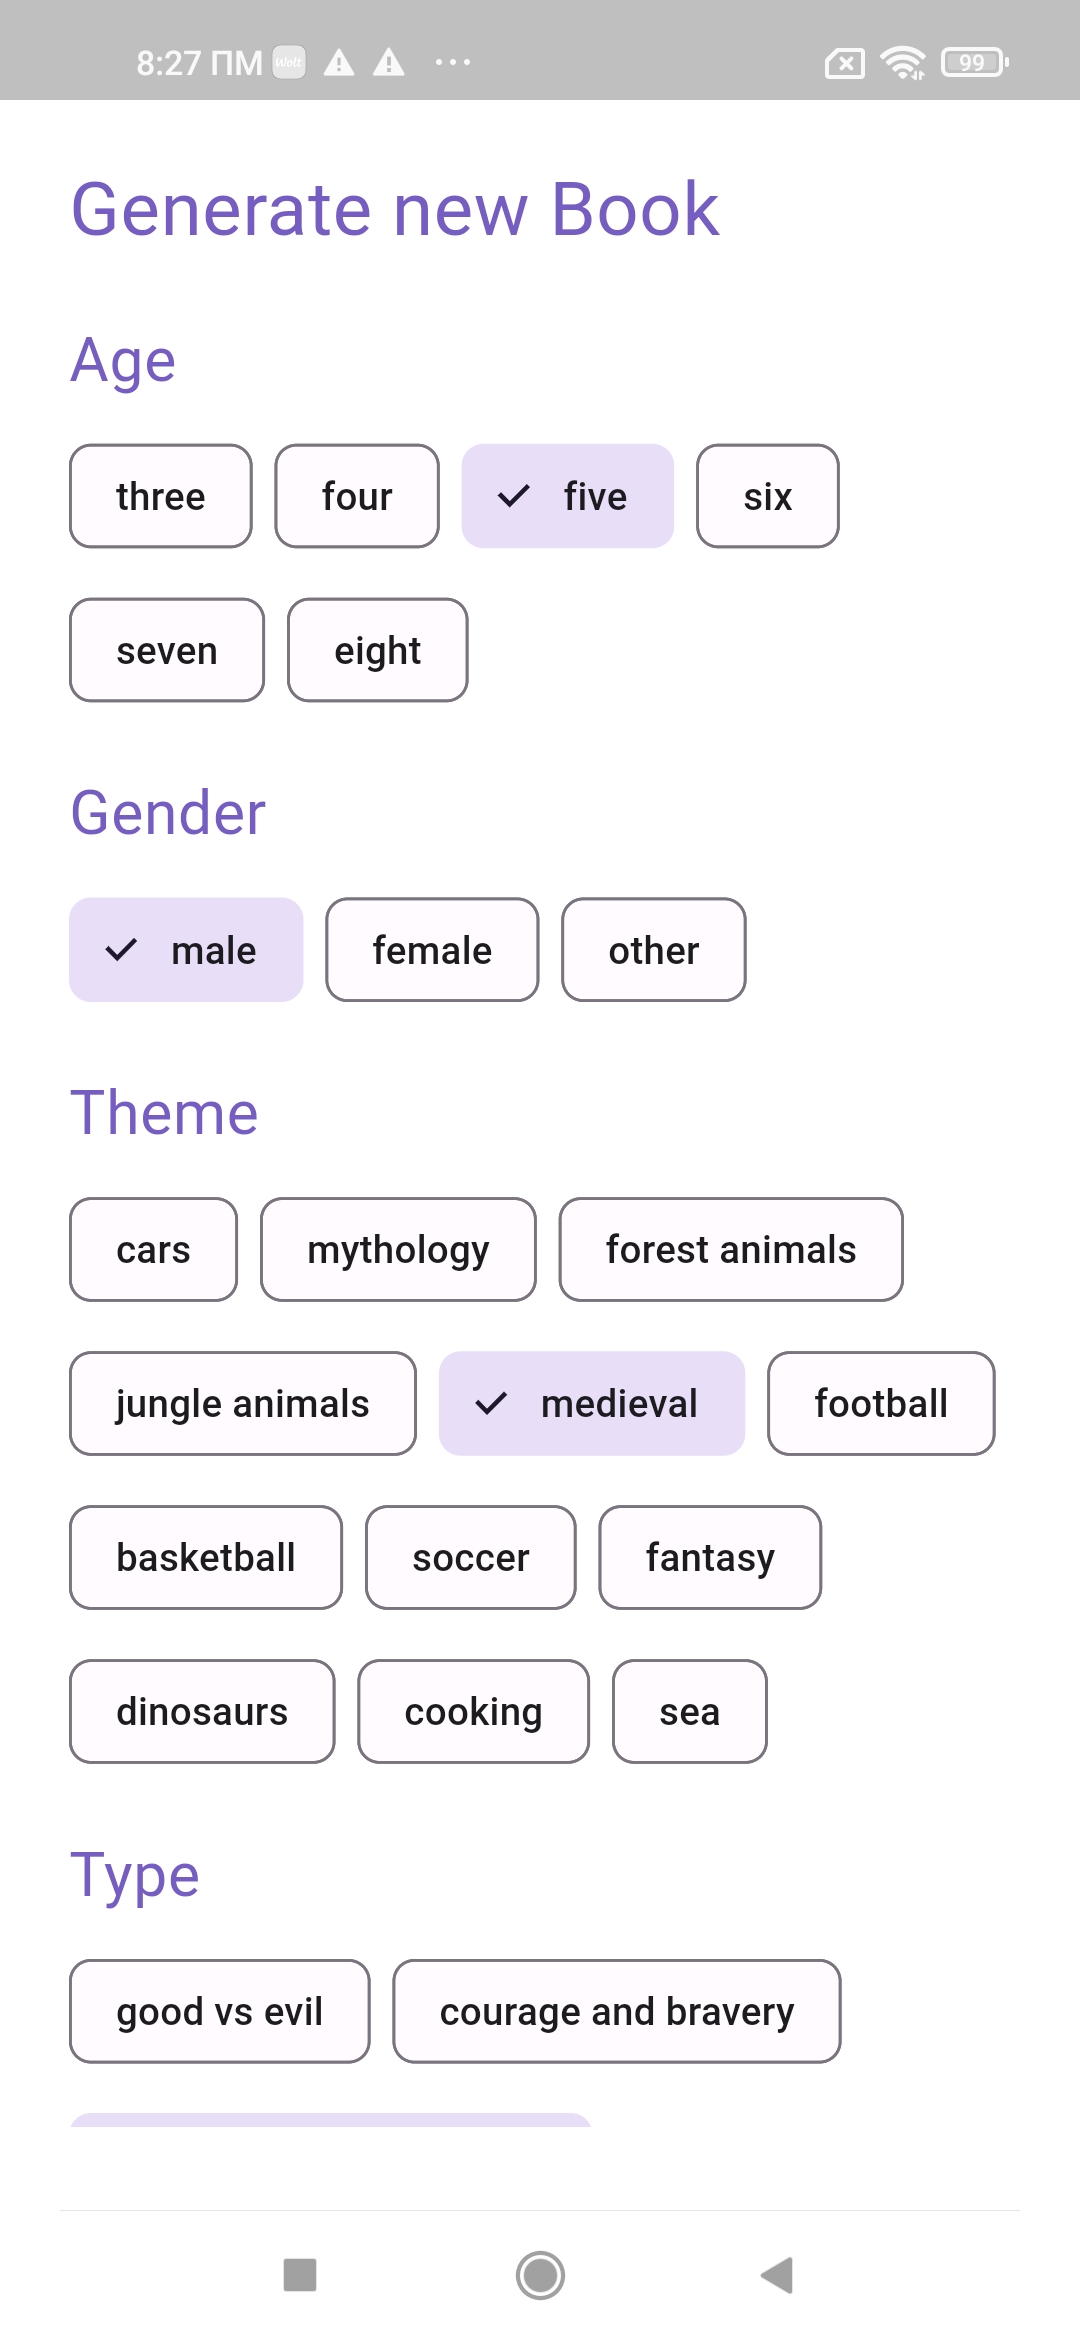 8:27 ΠΜ Wolt 99
Generate new Book
Age
three four five six
seven eight
Gender
male female other
Theme
cars mythology forest animals
jungle animals medieval football
basketball soccer fantasy
dinosaurs cooking sea
Type
good vs evil courage and bravery